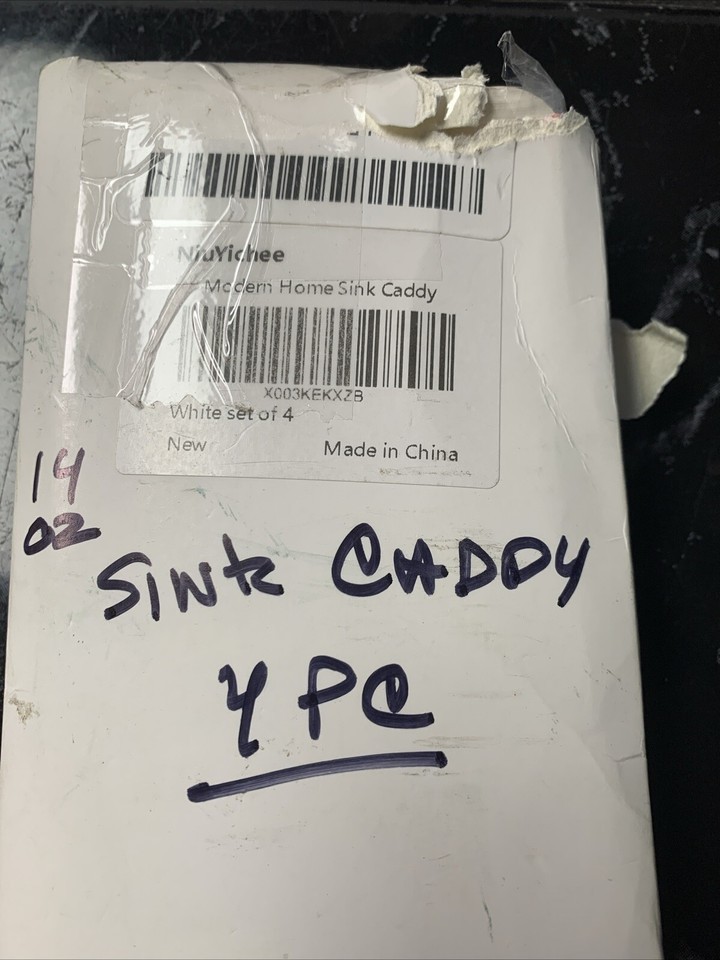 NiuYichee
Modern Home Sink Caddy
X003KEKXZB
White set of 4
New Made in China
14
02
SINK CADDY
4 PC